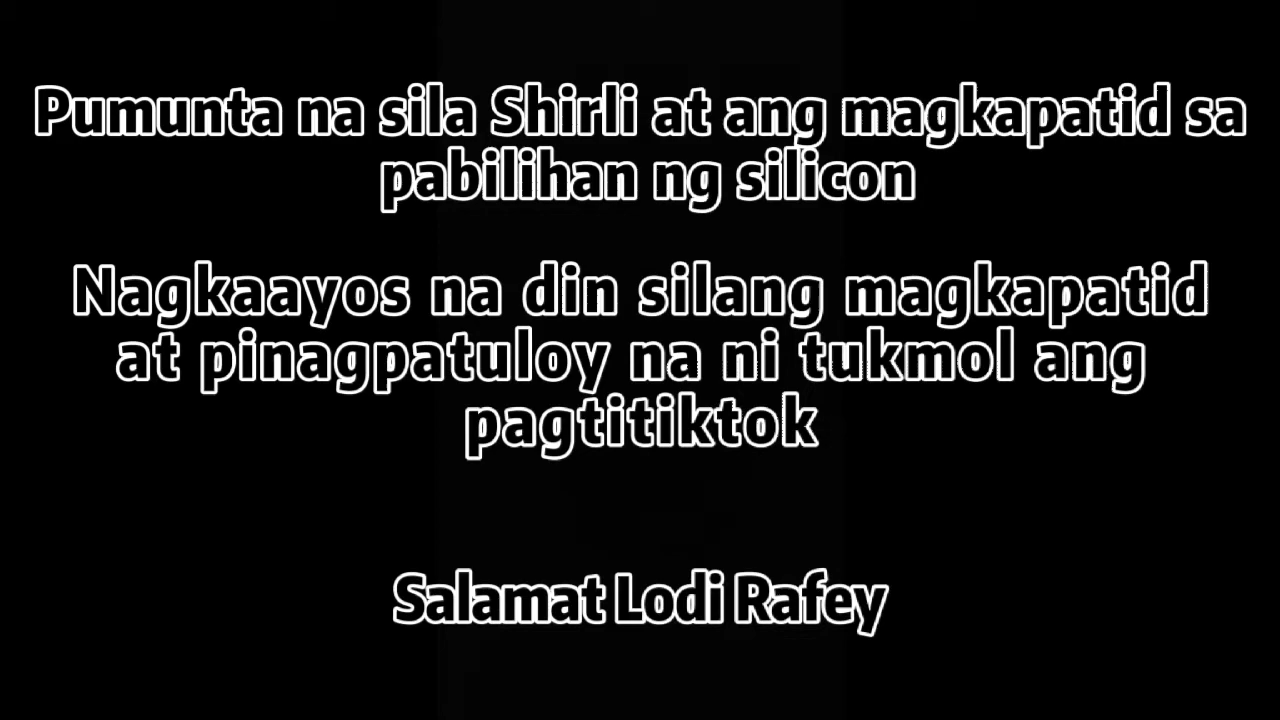 Pumunta na sila Shirli at ang magkapatid sa
pabilihan ng silicon
Nagkaayos na din silang magkapatid
at pinagpatuloy na ni tukmol ang
pagtitiktok
Salamat Lodi Rafey